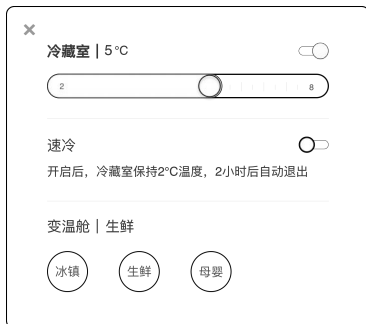 冷藏室 | 5°C
2 8
速冷
开启后，冷藏室保持2°C温度，2小时后自动退出
变温舱 | 生鲜
冰镇 生鲜 母婴